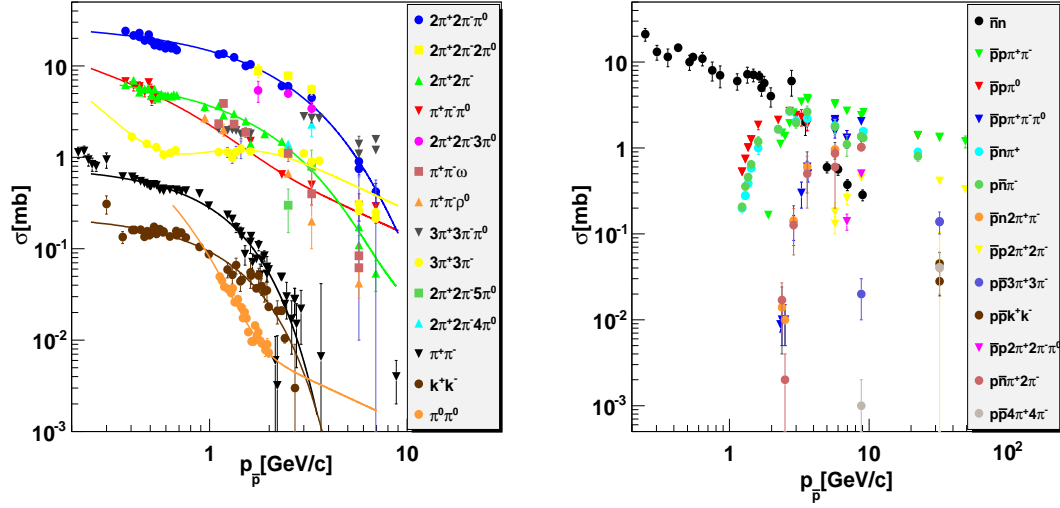 σ [mb]
10
1
10⁻¹
10⁻²
10⁻³
1
10
p_p̄[GeV/c]
2π⁺2π⁻π⁰
2π⁺2π⁻2π⁰
2π⁺2π⁻
π⁺π⁻π⁰
2π⁺2π⁻3π⁰
π⁺π⁻ω
π⁺π⁻ρ⁰
3π⁺3π⁻π⁰
3π⁺3π⁻
2π⁺2π⁻5π⁰
2π⁺2π⁻4π⁰
π⁺π⁻
k⁺k⁻
π⁰π⁰
σ [mb]
10
1
10⁻¹
10⁻²
10⁻³
1
10
10²
p_p̄[GeV/c]
n̄n
p̄pπ⁺π⁻
p̄pπ⁰
p̄pπ⁺π⁻π⁰
p̄nπ⁺
pn̄π⁻
p̄n2π⁺π⁻
p̄p2π⁺2π⁻
pp̄3π⁺3π⁻
pp̄k⁺k⁻
p̄p2π⁺2π⁻π⁰
pn̄π⁺2π⁻
pp̄4π⁺4π⁻